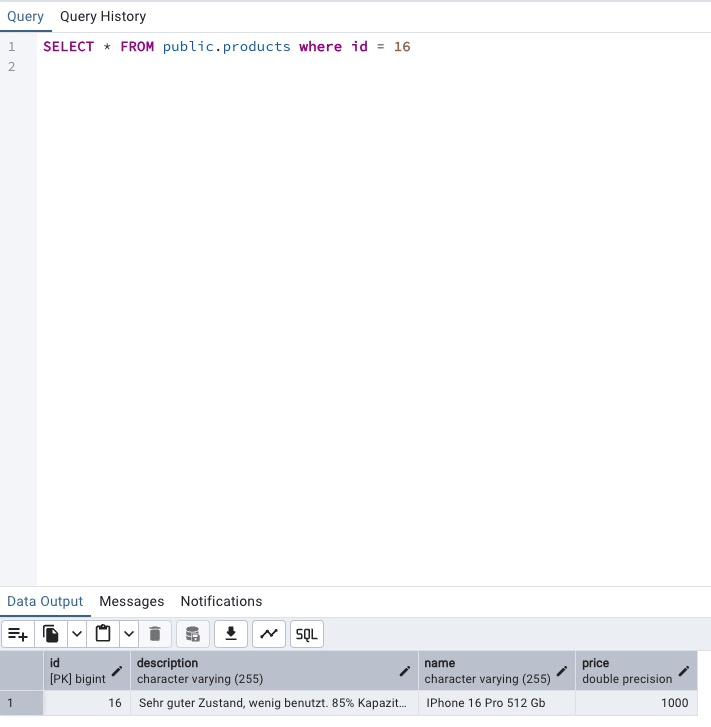 Query Query History
1 SELECT * FROM public.products where id = 16
2
Data Output Messages Notifications
SQL
id description name price
[PK] bigint character varying (255) character varying (255) double precision
1 16 Sehr guter Zustand, wenig benutzt. 85% Kapazit… IPhone 16 Pro 512 Gb 1000